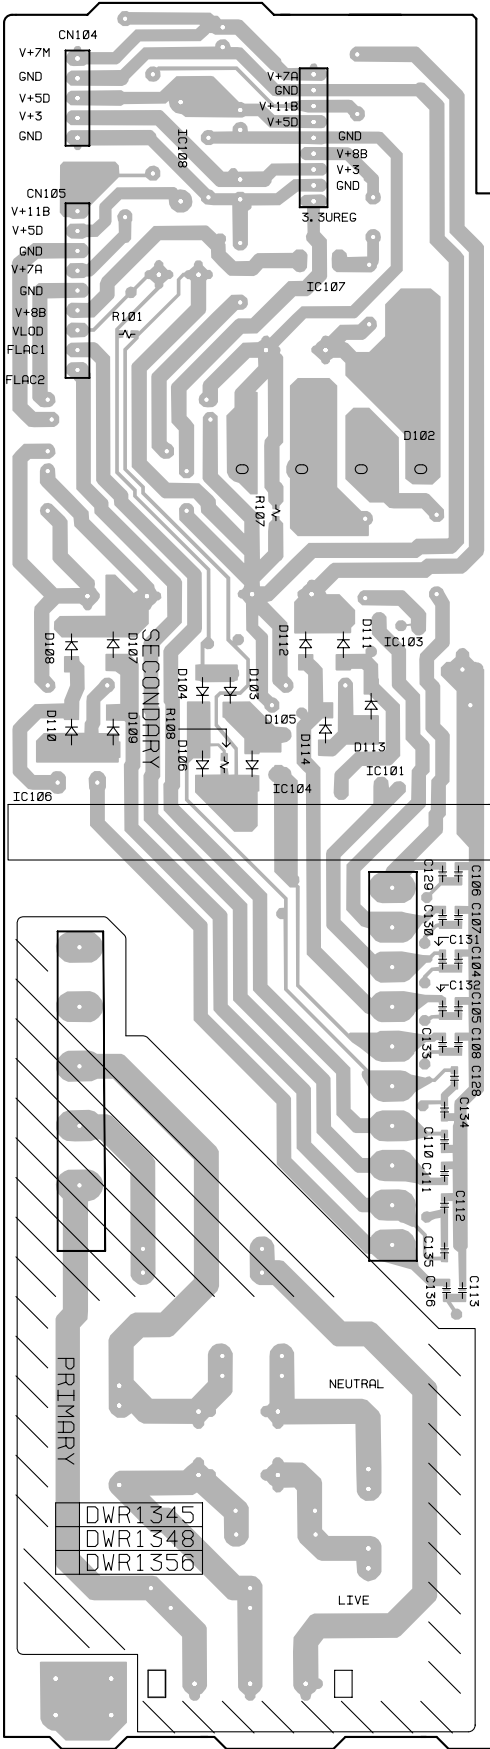 CN104
V+7M
GND
V+5D
V+3
GND
V+7A
GND
V+11B
V+5D
GND
V+8B
V+3
GND
3.3UREG
IC108
CN105
V+11B
V+5D
GND
V+7A
GND
V+8B
VLOD
FLAC1
FLAC2
IC107
R101
D102
R107
D108
D107
SECONDARY
D112
D111
IC103
D104
D103
D110
D109
R108
D106
D105
D114
D113
IC101
IC104
IC106
C129
C106
C130
C107
C131
C104
C132
C105
C133
C108
C128
C134
C110
C111
C112
C135
C136
C113
NEUTRAL
PRIMARY
DWR1345
DWR1348
DWR1356
LIVE